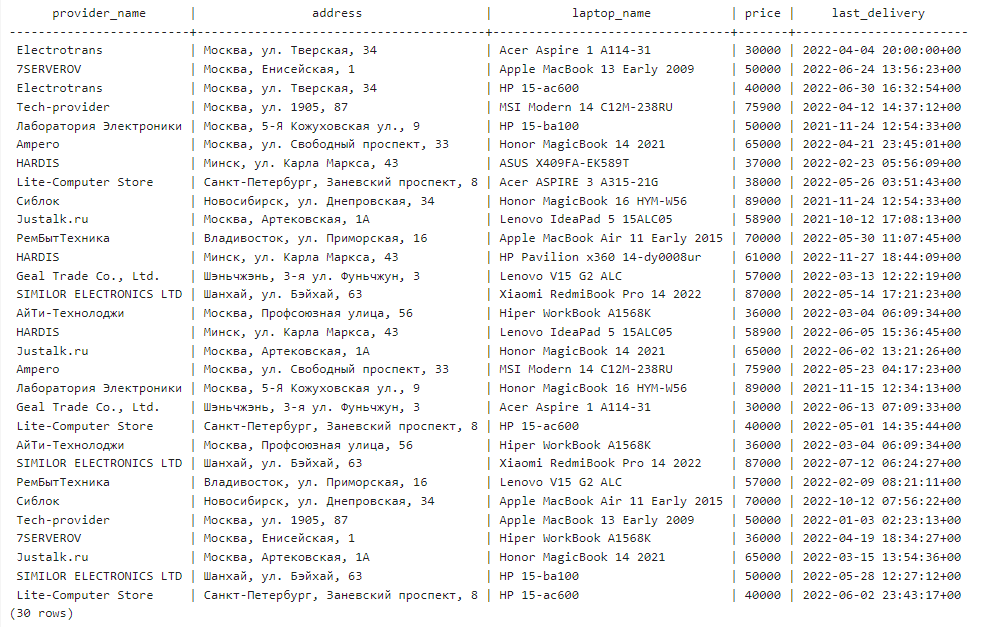 provider_name | address | laptop_name | price | last_delivery
------------------------+---------------------------------------+--------------------------------+-------+------------------------
Electrotrans | Москва, ул. Тверская, 34 | Acer Aspire 1 A114-31 | 30000 | 2022-04-04 20:00:00+00
7SERVEROV | Москва, Енисейская, 1 | Apple MacBook 13 Early 2009 | 50000 | 2022-06-24 13:56:23+00
Electrotrans | Москва, ул. Тверская, 34 | HP 15-ac600 | 40000 | 2022-06-30 16:32:54+00
Tech-provider | Москва, ул. 1905, 87 | MSI Modern 14 C12M-238RU | 75900 | 2022-04-12 14:37:12+00
Лаборатория Электроники | Москва, 5-Я Кожуховская ул., 9 | HP 15-ba100 | 50000 | 2021-11-24 12:54:33+00
Ampero | Москва, ул. Свободный проспект, 33 | Honor MagicBook 14 2021 | 65000 | 2022-04-21 23:45:01+00
HARDIS | Минск, ул. Карла Маркса, 43 | ASUS X409FA-EK589T | 37000 | 2022-02-23 05:56:09+00
Lite-Computer Store | Санкт-Петербург, Заневский проспект, 8 | Acer ASPIRE 3 A315-21G | 38000 | 2022-05-26 03:51:43+00
Сиблок | Новосибирск, ул. Днепровская, 34 | Honor MagicBook 16 HYM-W56 | 89000 | 2021-11-24 12:54:33+00
Justalk.ru | Москва, Артековская, 1А | Lenovo IdeaPad 5 15ALC05 | 58900 | 2021-10-12 17:08:13+00
РемБытТехника | Владивосток, ул. Приморская, 16 | Apple MacBook Air 11 Early 2015 | 70000 | 2022-05-30 11:07:45+00
HARDIS | Минск, ул. Карла Маркса, 43 | HP Pavilion x360 14-dy0008ur | 61000 | 2022-11-27 18:44:09+00
Geal Trade Co., Ltd. | Шэньчжэнь, 3-я ул. Фуньчжун, 3 | Lenovo V15 G2 ALC | 57000 | 2022-03-13 12:22:19+00
SIMILOR ELECTRONICS LTD | Шанхай, ул. Бэйхай, 63 | Xiaomi RedmiBook Pro 14 2022 | 87000 | 2022-05-14 17:21:23+00
АйТи-Технолоджи | Москва, Профсоюзная улица, 56 | Hiper WorkBook A1568K | 36000 | 2022-03-04 06:09:34+00
HARDIS | Минск, ул. Карла Маркса, 43 | Lenovo IdeaPad 5 15ALC05 | 58900 | 2022-06-05 15:36:45+00
Justalk.ru | Москва, Артековская, 1А | Honor MagicBook 14 2021 | 65000 | 2022-06-02 13:21:26+00
Ampero | Москва, ул. Свободный проспект, 33 | MSI Modern 14 C12M-238RU | 75900 | 2022-05-23 04:17:23+00
Лаборатория Электроники | Москва, 5-Я Кожуховская ул., 9 | Honor MagicBook 16 HYM-W56 | 89000 | 2021-11-15 12:34:13+00
Geal Trade Co., Ltd. | Шэньчжэнь, 3-я ул. Фуньчжун, 3 | Acer Aspire 1 A114-31 | 30000 | 2022-06-13 07:09:33+00
Lite-Computer Store | Санкт-Петербург, Заневский проспект, 8 | HP 15-ac600 | 40000 | 2022-05-01 14:35:44+00
АйТи-Технолоджи | Москва, Профсоюзная улица, 56 | Hiper WorkBook A1568K | 36000 | 2022-03-04 06:09:34+00
SIMILOR ELECTRONICS LTD | Шанхай, ул. Бэйхай, 63 | Xiaomi RedmiBook Pro 14 2022 | 87000 | 2022-07-12 06:24:27+00
РемБытТехника | Владивосток, ул. Приморская, 16 | Lenovo V15 G2 ALC | 57000 | 2022-02-09 08:21:11+00
Сиблок | Новосибирск, ул. Днепровская, 34 | Apple MacBook Air 11 Early 2015 | 70000 | 2022-10-12 07:56:22+00
Tech-provider | Москва, ул. 1905, 87 | Apple MacBook 13 Early 2009 | 50000 | 2022-01-03 02:23:13+00
7SERVEROV | Москва, Енисейская, 1 | Hiper WorkBook A1568K | 36000 | 2022-04-19 18:34:27+00
Justalk.ru | Москва, Артековская, 1А | Honor MagicBook 14 2021 | 65000 | 2022-03-15 13:54:36+00
SIMILOR ELECTRONICS LTD | Шанхай, ул. Бэйхай, 63 | HP 15-ba100 | 50000 | 2022-05-28 12:27:12+00
Lite-Computer Store | Санкт-Петербург, Заневский проспект, 8 | HP 15-ac600 | 40000 | 2022-06-02 23:43:17+00
(30 rows)